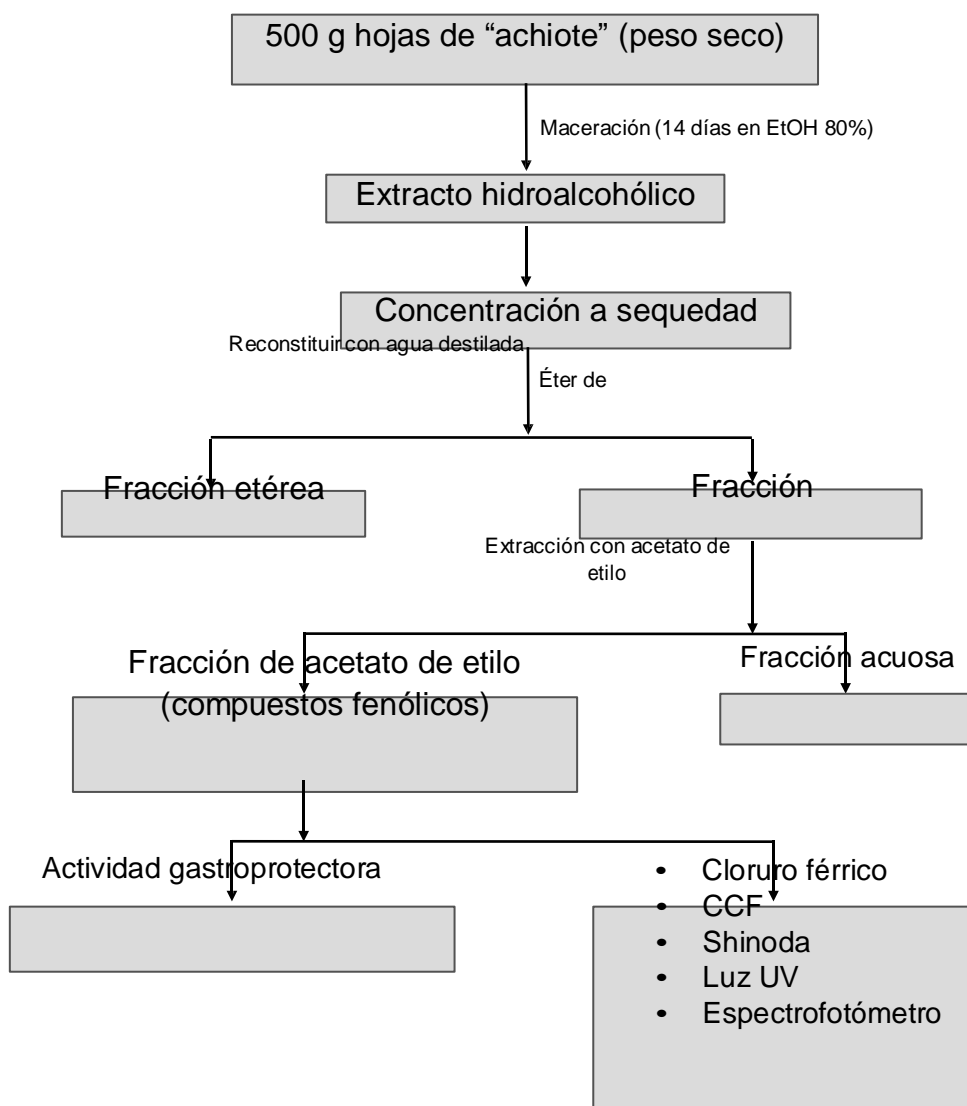 500 g hojas de “achiote” (peso seco)
Maceración (14 días en EtOH 80%)
Extracto hidroalcohólico
Concentración a sequedad
Reconstituir con agua destilada
Éter de
Fracción etérea
Fracción
Extracción con acetato de
etilo
Fracción de acetato de etilo
(compuestos fenólicos)
Fracción acuosa
Actividad gastroprotectora
• Cloruro férrico
• CCF
• Shinoda
• Luz UV
• Espectrofotómetro